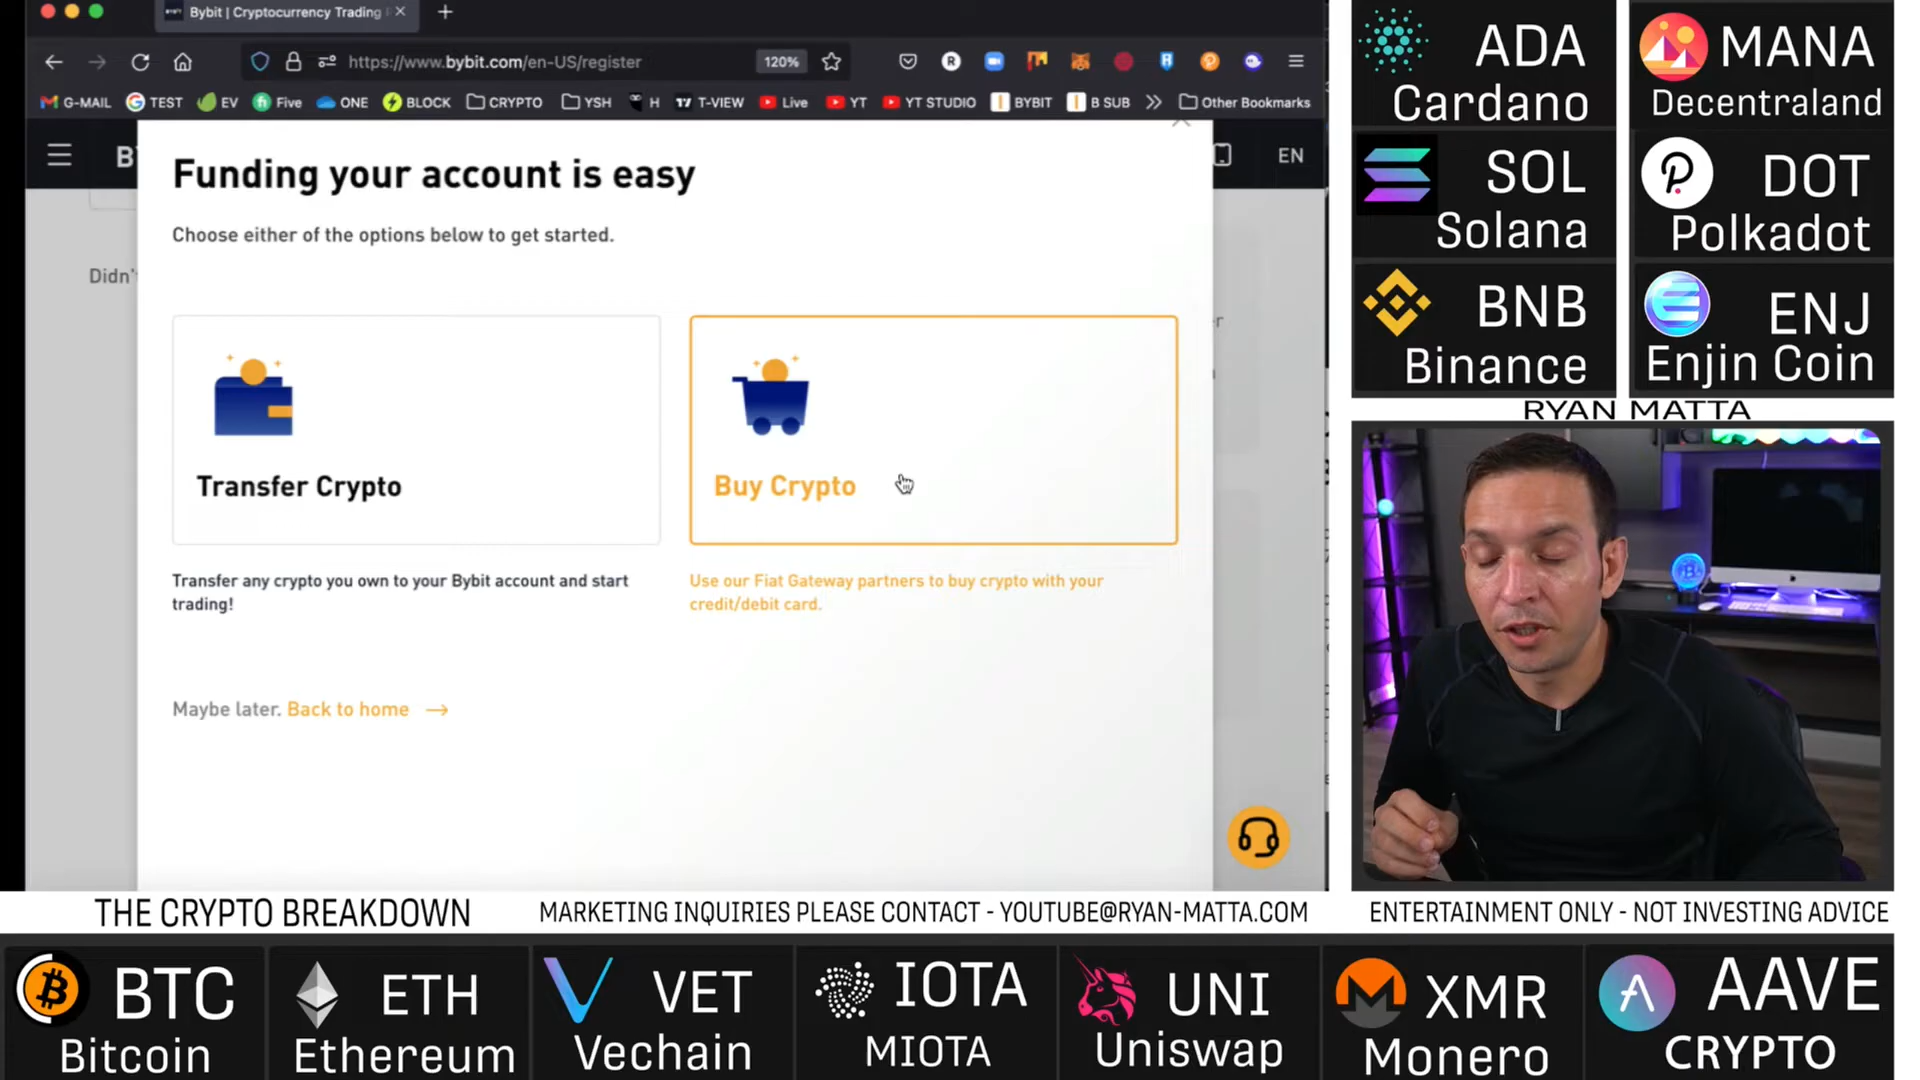 Bybit | Cryptocurrency Trading
https://www.bybit.com/en-US/register
120%
G-MAIL
TEST
EV
Five
ONE
BLOCK
CRYPTO
YSH
H
T-VIEW
Live
YT
YT STUDIO
BYBIT
B SUB
Other Bookmarks
EN
Didn't
Funding your account is easy
Choose either of the options below to get started.
Transfer Crypto
Buy Crypto
Transfer any crypto you own to your Bybit account and start
trading!
Use our Fiat Gateway partners to buy crypto with your
credit/debit card.
Maybe later. Back to home
ADA
Cardano
MANA
Decentraland
SOL
Solana
DOT
Polkadot
BNB
Binance
ENJ
Enjin Coin
RYAN MATTA
THE CRYPTO BREAKDOWN
MARKETING INQUIRIES PLEASE CONTACT - YOUTUBE@RYAN-MATTA.COM
ENTERTAINMENT ONLY - NOT INVESTING ADVICE
BTC
Bitcoin
ETH
Ethereum
VET
Vechain
IOTA
MIOTA
UNI
Uniswap
XMR
Monero
AAVE
CRYPTO